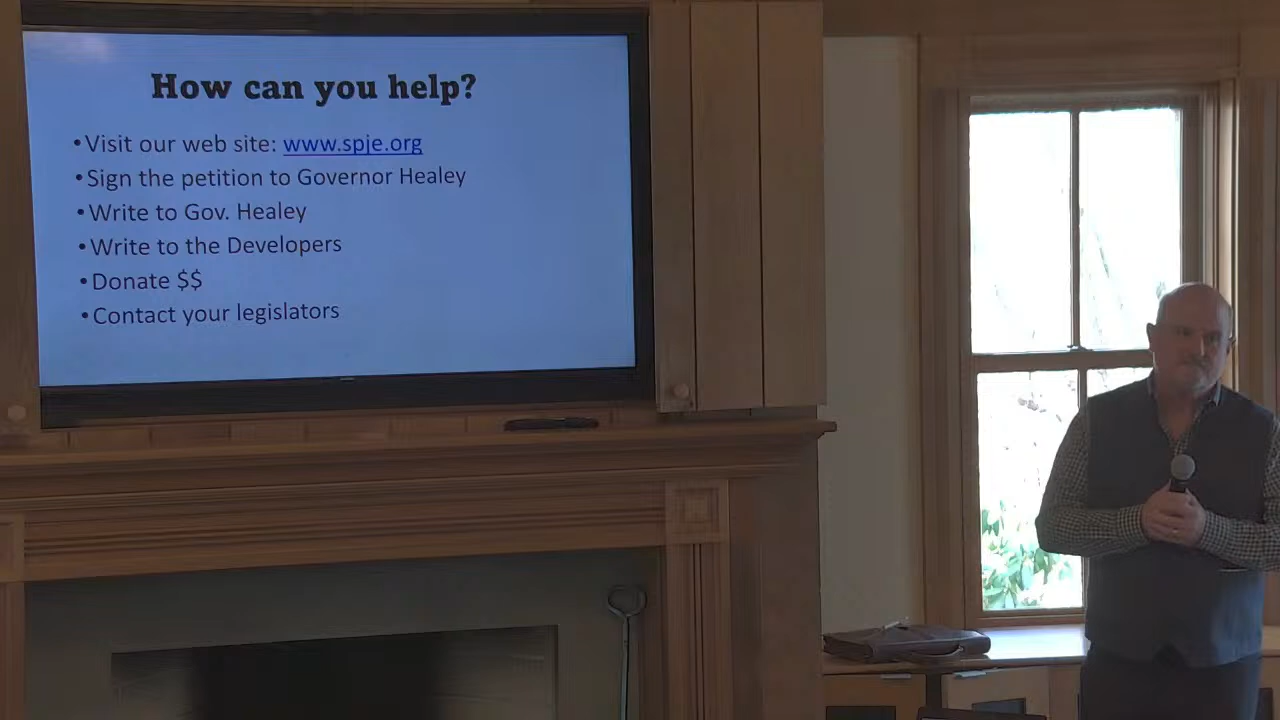 How can you help?
•Visit our web site: www.spje.org
•Sign the petition to Governor Healey
•Write to Gov. Healey
•Write to the Developers
•Donate $$
•Contact your legislators